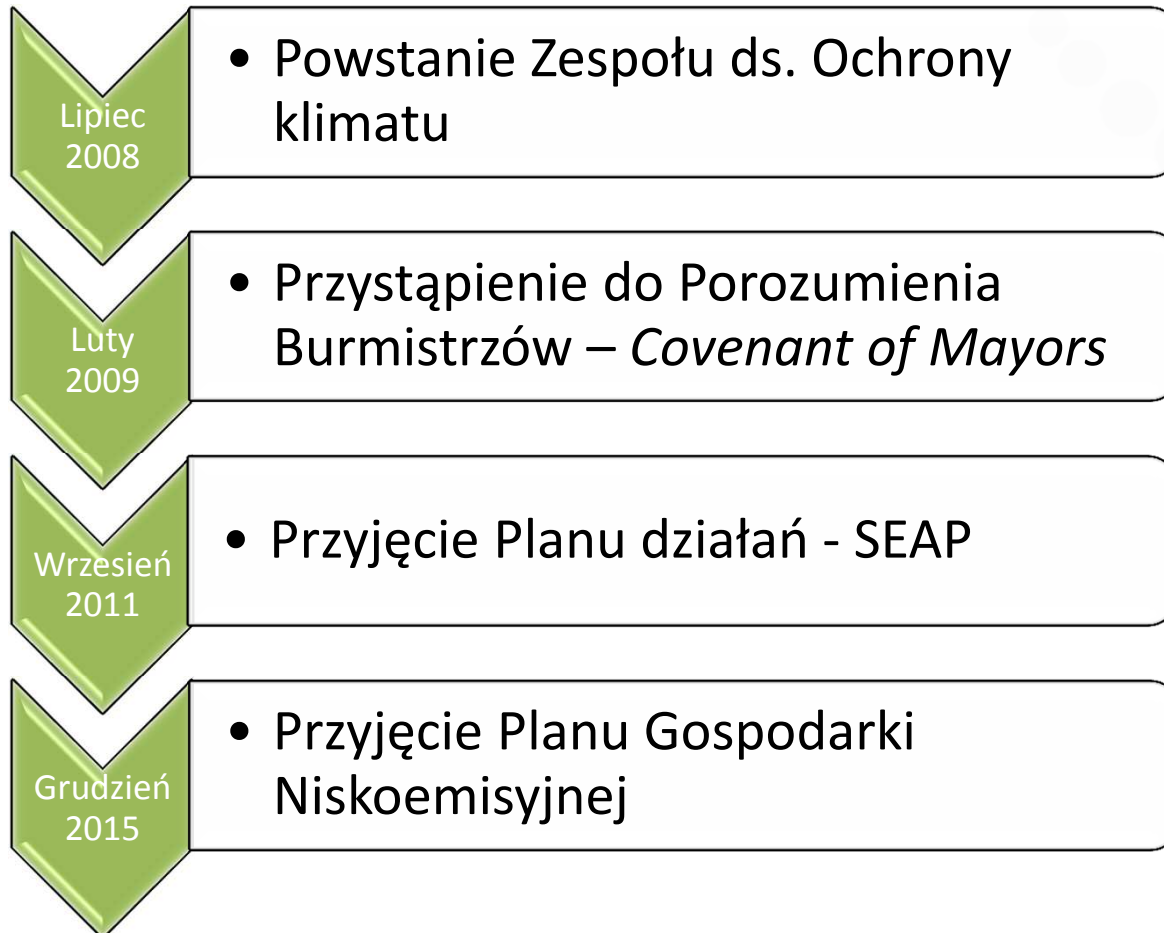 Lipiec
2008
• Powstanie Zespołu ds. Ochrony
klimatu
Luty
2009
• Przystąpienie do Porozumienia
Burmistrzów – Covenant of Mayors
Wrzesień
2011
• Przyjęcie Planu działań - SEAP
Grudzień
2015
• Przyjęcie Planu Gospodarki
Niskoemisyjnej